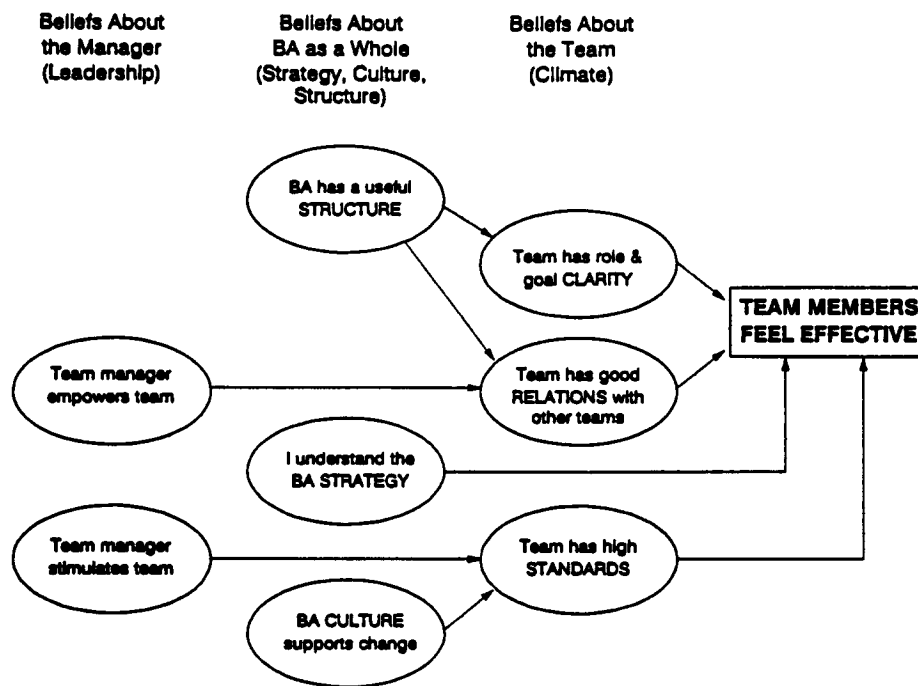 Beliefs About
the Manager
(Leadership)
Beliefs About
BA as a Whole
(Strategy, Culture,
Structure)
Beliefs About
the Team
(Climate)
BA has a useful
STRUCTURE
Team has role &
goal CLARITY
TEAM MEMBERS
FEEL EFFECTIVE
Team manager
empowers team
Team has good
RELATIONS with
other teams
I understand the
BA STRATEGY
Team manager
stimulates team
Team has high
STANDARDS
BA CULTURE
supports change